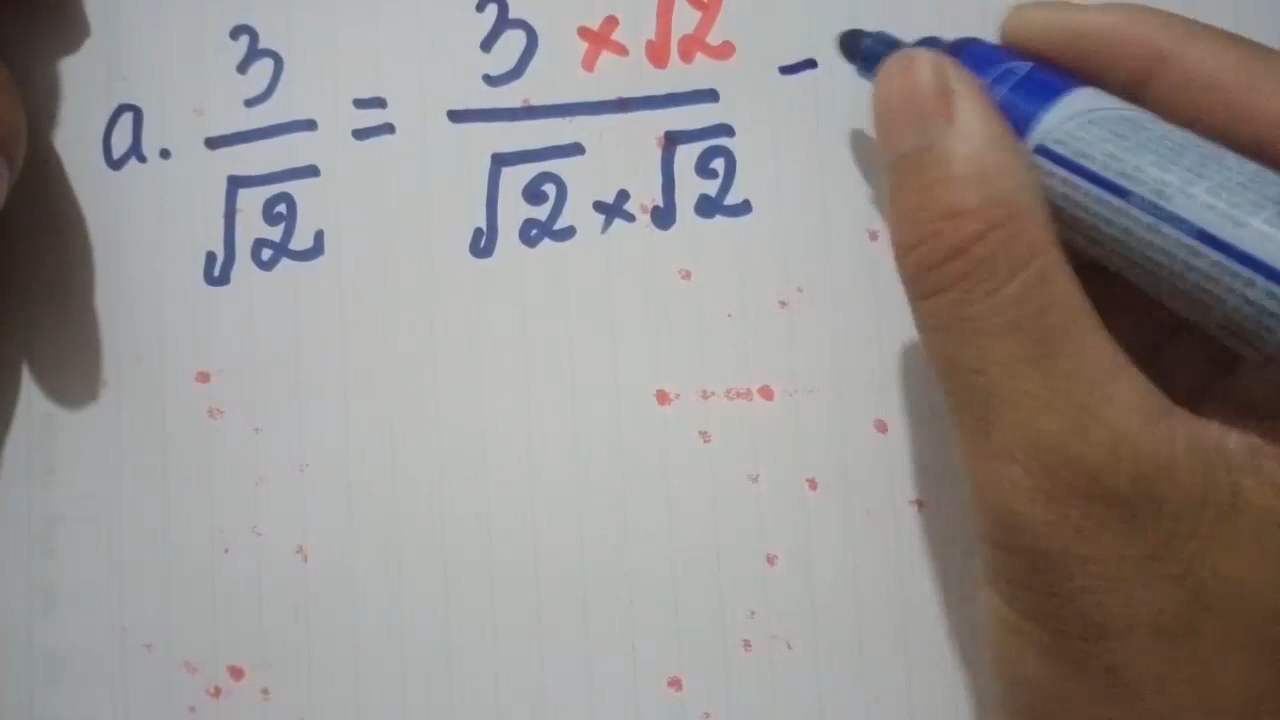 a. 3/√2 = 3 × √2/√2 × √2 -